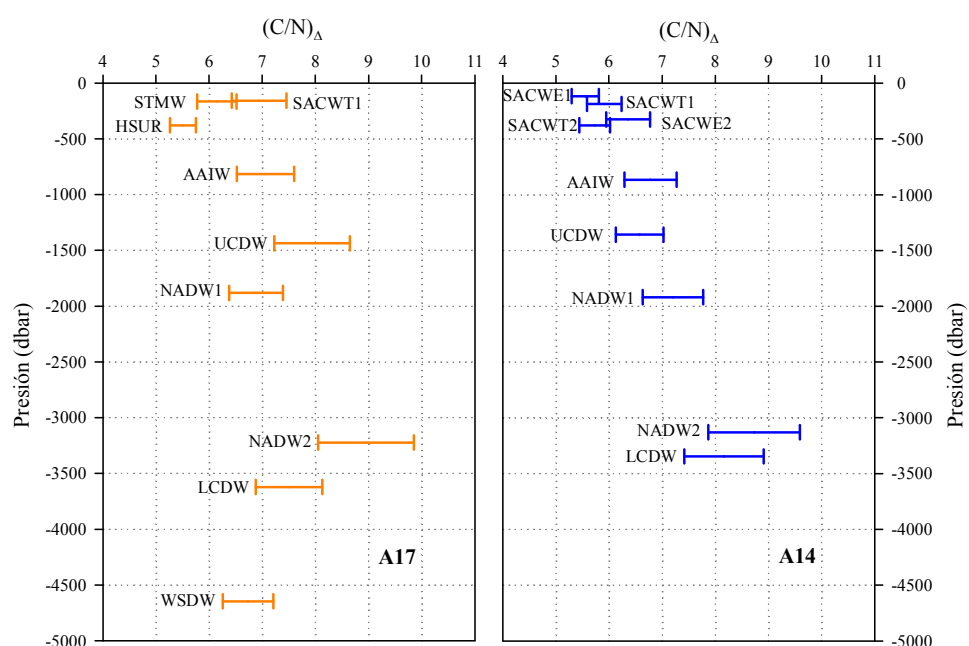 (C/N)Δ (C/N)Δ
4 5 6 7 8 9 10 11 4 5 6 7 8 9 10 11
0 0
STMW SACWT1 SACWE1 SACWT1
HSUR SACWT2 SACWE2
-500 -500
AAIW AAIW
-1000 -1000
UCDW UCDW
-1500 -1500
NADW1 NADW1
-2000 -2000
Presión (dbar) Presión (dbar)
-2500 -2500
-3000 -3000
NADW2 NADW2
LCDW
-3500 -3500
LCDW
-4000 -4000
A17 A14
-4500 -4500
WSDW
-5000 -5000